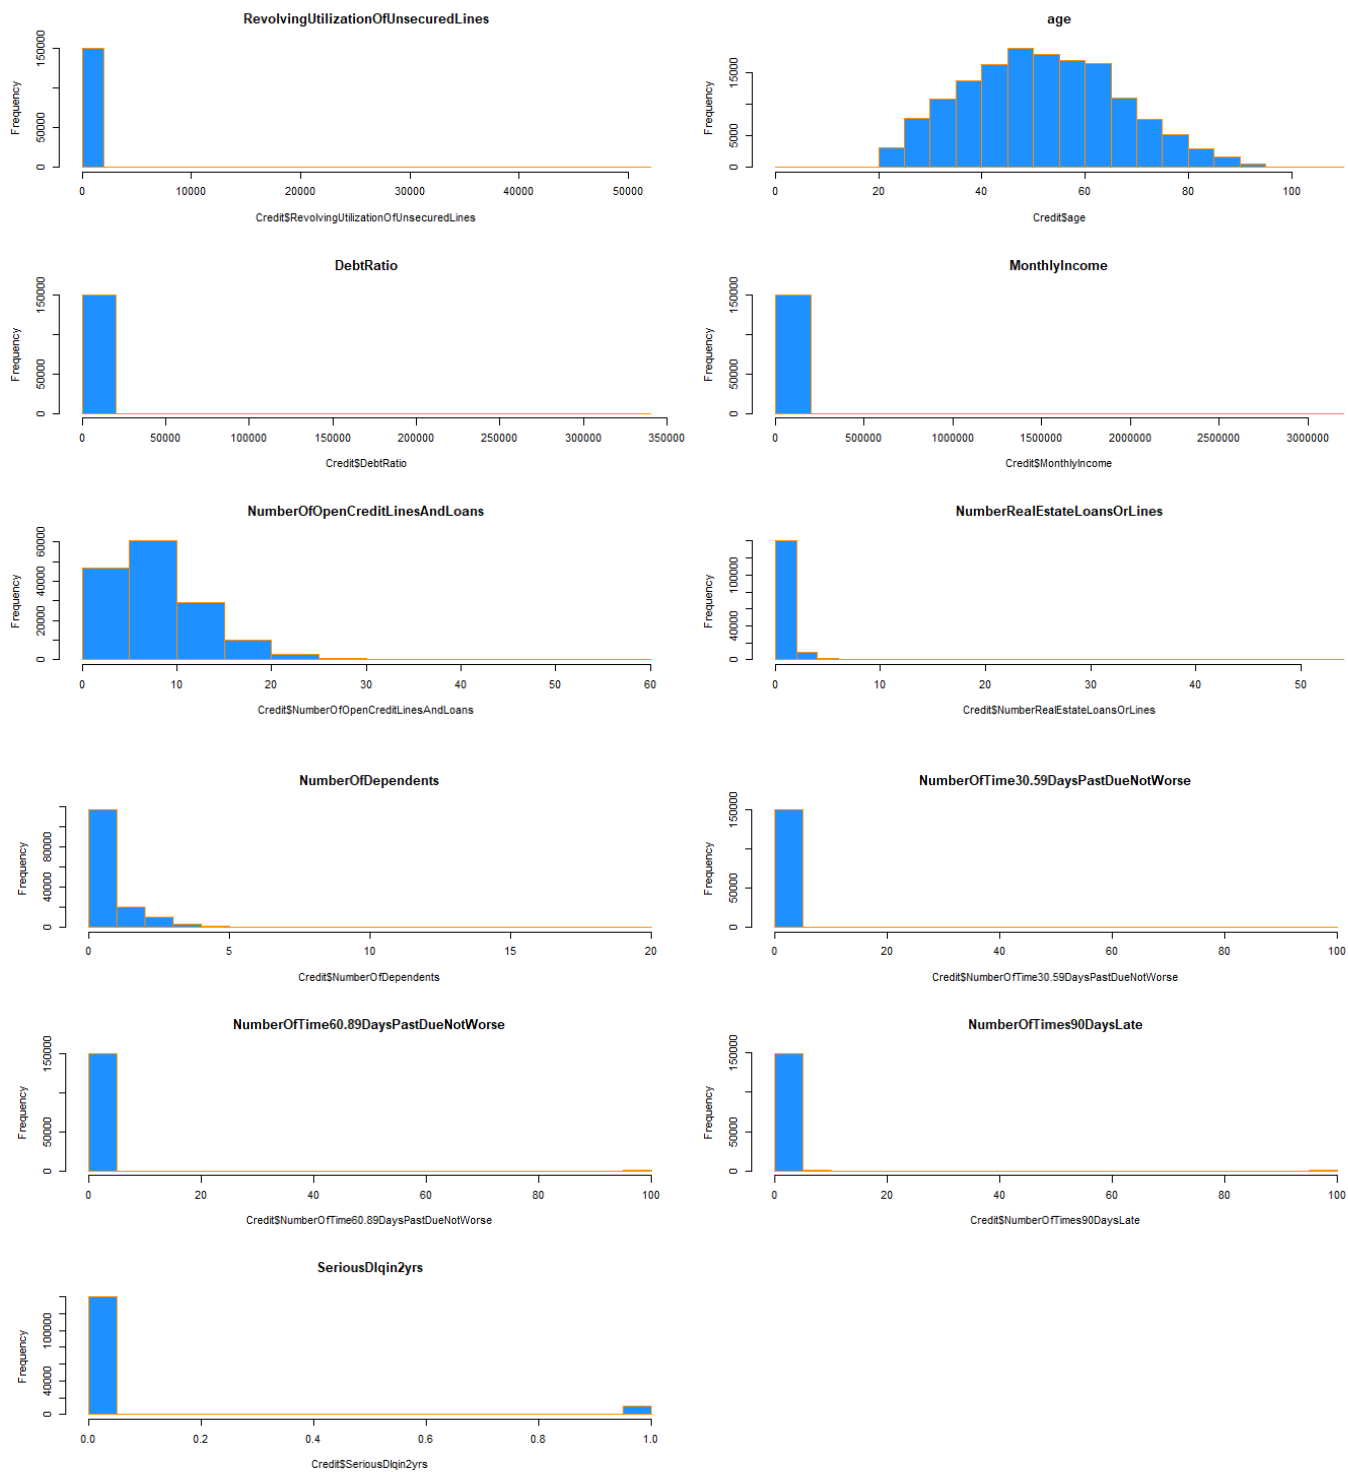 RevolvingUtilizationOfUnsecuredLines
Frequency
0 50000 150000
0 10000 20000 30000 40000 50000
Credit$RevolvingUtilizationOfUnsecuredLines
age
Frequency
0 5000 15000
0 20 40 60 80 100
Credit$age
DebtRatio
Frequency
0 50000 150000
0 50000 100000 150000 200000 250000 300000 350000
Credit$DebtRatio
MonthlyIncome
Frequency
0 50000 150000
0 500000 1000000 1500000 2000000 2500000 3000000
Credit$MonthlyIncome
NumberOfOpenCreditLinesAndLoans
Frequency
0 20000 40000 60000
0 10 20 30 40 50 60
Credit$NumberOfOpenCreditLinesAndLoans
NumberRealEstateLoansOrLines
Frequency
0 40000 100000
0 10 20 30 40 50
Credit$NumberRealEstateLoansOrLines
NumberOfDependents
Frequency
0 40000 80000
0 5 10 15 20
Credit$NumberOfDependents
NumberOfTime30.59DaysPastDueNotWorse
Frequency
0 50000 150000
0 20 40 60 80 100
Credit$NumberOfTime30.59DaysPastDueNotWorse
NumberOfTime60.89DaysPastDueNotWorse
Frequency
0 50000 150000
0 20 40 60 80 100
Credit$NumberOfTime60.89DaysPastDueNotWorse
NumberOfTimes90DaysLate
Frequency
0 50000 150000
0 20 40 60 80 100
Credit$NumberOfTimes90DaysLate
SeriousDlqin2yrs
Frequency
0 40000 100000
0.0 0.2 0.4 0.6 0.8 1.0
Credit$SeriousDlqin2yrs